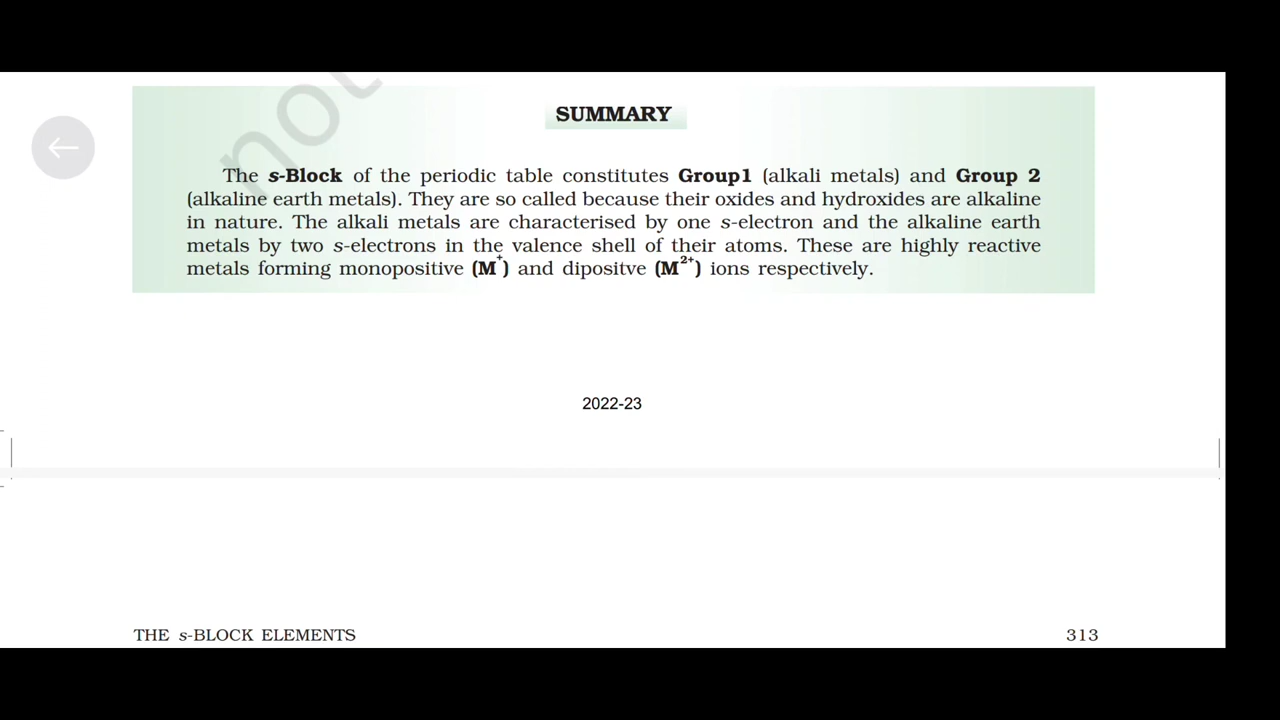 SUMMARY
The s-Block of the periodic table constitutes Group1 (alkali metals) and Group 2
(alkaline earth metals). They are so called because their oxides and hydroxides are alkaline
in nature. The alkali metals are characterised by one s-electron and the alkaline earth
metals by two s-electrons in the valence shell of their atoms. These are highly reactive
metals forming monopositive (M⁺) and dipositve (M²⁺) ions respectively.
2022-23
THE s-BLOCK ELEMENTS 313